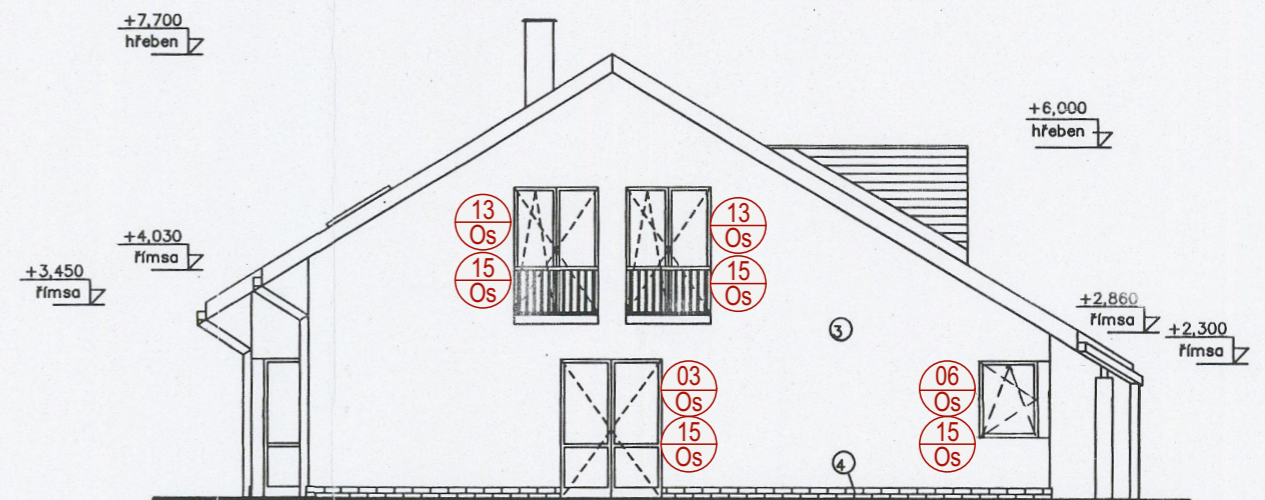 +7,700
hřeben
+6,000
hřeben
13
Os
13
Os
+4,030
římsa
15
Os
15
Os
+3,450
římsa
+2,860
římsa
+2,300
římsa
3
03
Os
06
Os
15
Os
15
Os
4